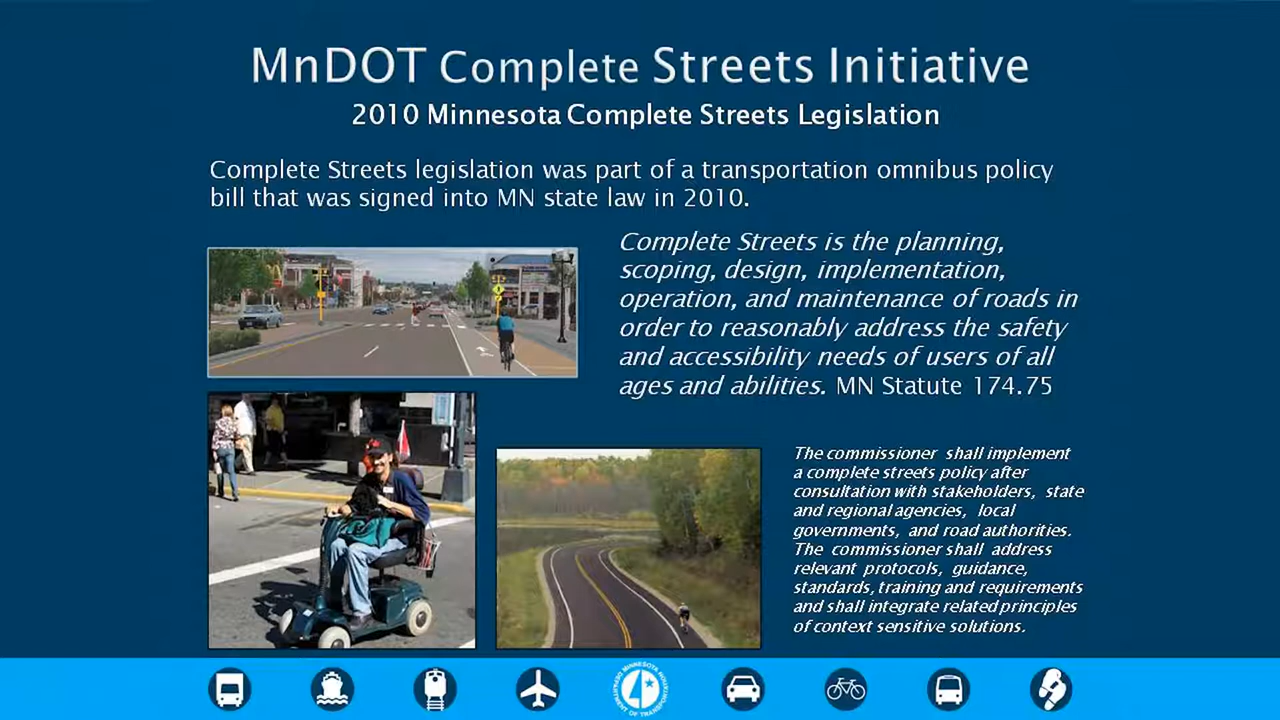 MnDOT Complete Streets Initiative
2010 Minnesota Complete Streets Legislation
Complete Streets legislation was part of a transportation omnibus policy
bill that was signed into MN state law in 2010.
Complete Streets is the planning,
scoping, design, implementation,
operation, and maintenance of roads in
order to reasonably address the safety
and accessibility needs of users of all
ages and abilities. MN Statute 174.75
The commissioner shall implement
a complete streets policy after
consultation with stakeholders, state
and regional agencies, local
governments, and road authorities.
The commissioner shall address
relevant protocols, guidance,
standards, training and requirements
and shall integrate related principles
of context sensitive solutions.
MINNESOTA DEPARTMENT OF TRANSPORTATION